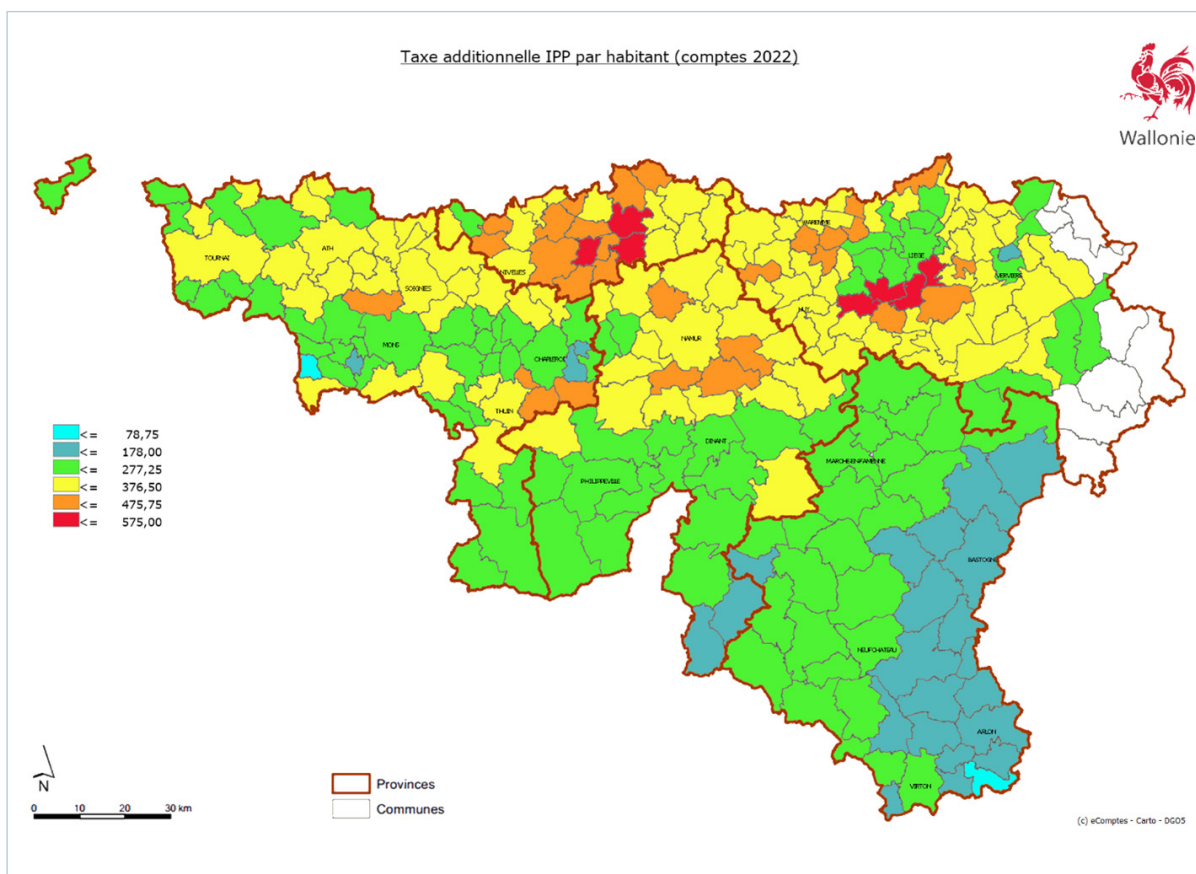 Taxe additionnelle IPP par habitant (comptes 2022)
Wallonie
TOURNAI
ATH
SOIGNIES
NIVELLES
WAREMME
LIEGE
VERVIERS
HUY
MONS
CHARLEROI
NAMUR
THUIN
DINANT
PHILIPPEVILLE
MARCHE-EN-FAMENNE
BASTOGNE
NEUFCHATEAU
ARLON
VIRTON
<= 78,75
<= 178,00
<= 277,25
<= 376,50
<= 475,75
<= 575,00
N
0 10 20 30 km
Provinces
Communes
(c) eComptes - Carto - DGO5